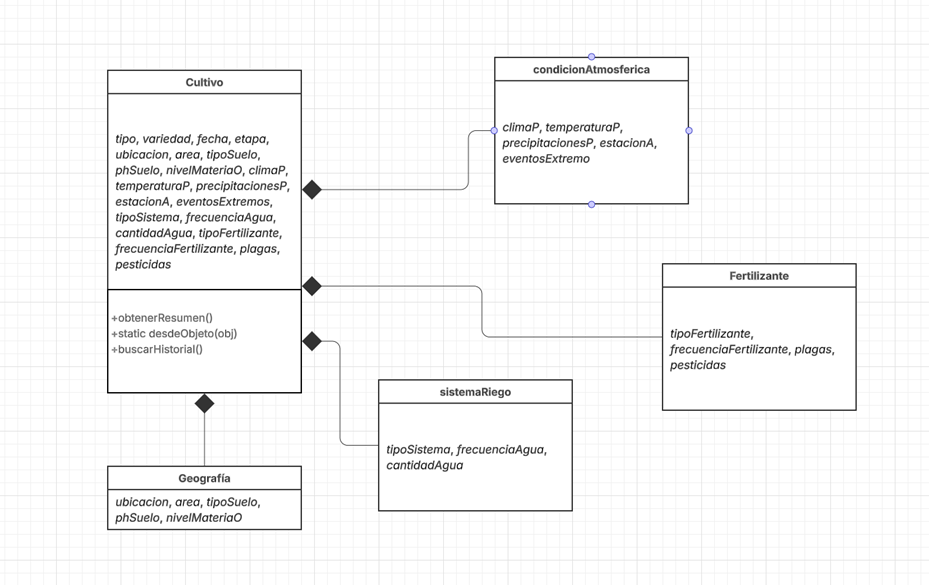 Cultivo
tipo, variedad, fecha, etapa,
ubicacion, area, tipoSuelo,
phSuelo, nivelMateriaO, climaP,
temperaturaP, precipitacionesP,
estacionA, eventosExtremos,
tipoSistema, frecuenciaAgua,
cantidadAgua, tipoFertilizante,
frecuenciaFertilizante, plagas,
pesticidas
+obtenerResumen()
+static desdeObjeto(obj)
+buscarHistorial()
condicionAtmosferica
climaP, temperaturaP,
precipitacionesP, estacionA,
eventosExtremo
Fertilizante
tipoFertilizante,
frecuenciaFertilizante, plagas,
pesticidas
sistemaRiego
tipoSistema, frecuenciaAgua,
cantidadAgua
Geografía
ubicacion, area, tipoSuelo,
phSuelo, nivelMateriaO